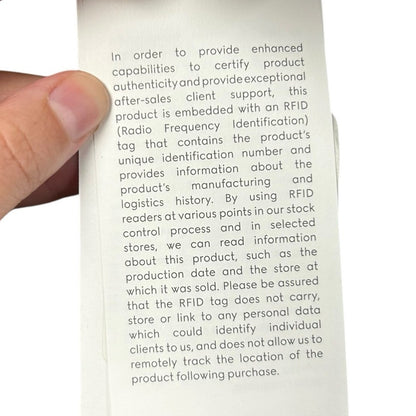 In order to provide enhanced
capabilities to certify product
authenticity and provide exceptional
after-sales client support, this
product is embedded with an RFID
(Radio Frequency Identification)
tag that contains the product's
unique identification number and
provides information about the
product's manufacturing and
logistics history. By using RFID
readers at various points in our stock
control process and in selected
stores, we can read information
about this product, such as the
production date and the store at
which it was sold. Please be assured
that the RFID tag does not carry,
store or link to any personal data
which could identify individual
clients to us, and does not allow us to
remotely track the location of the
product following purchase.